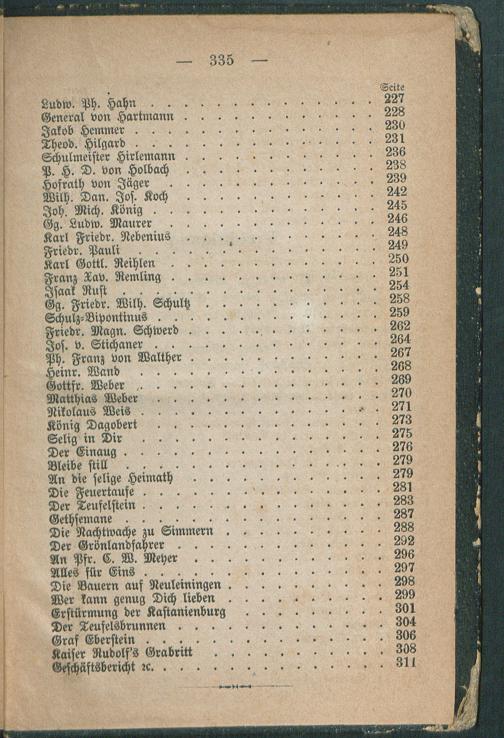 — 335 —
Seite
Ludw. Ph. Hahn . . . . . . . . . . 227
General von Hartmann . . . . . . . . . . 228
Jakob Hemmer . . . . . . . . . . 230
Theod. Hilgard . . . . . . . . . . 231
Schulmeister Hirlemann . . . . . . . . . . 236
P. H. D. von Holbach . . . . . . . . . . 238
Hofrath von Jäger . . . . . . . . . . 239
Wilh. Dan. Jos. Koch . . . . . . . . . . 242
Joh. Mich. König . . . . . . . . . . 245
Gg. Ludw. Maurer . . . . . . . . . . 246
Karl Friedr. Nebenius . . . . . . . . . . 248
Friedr. Pauli . . . . . . . . . . 249
Karl Gottl. Reihlen . . . . . . . . . . 250
Franz Xav. Remling . . . . . . . . . . 251
Isaak Rust . . . . . . . . . . 254
Gg. Friedr. Wilh. Schultz . . . . . . . . . . 258
Schulz-Bipontinus . . . . . . . . . . 259
Friedr. Magn. Schwerd . . . . . . . . . . 262
Jos. v. Stichaner . . . . . . . . . . 264
Ph. Franz von Walther . . . . . . . . . . 267
Heinr. Wand . . . . . . . . . . 268
Gottfr. Weber . . . . . . . . . . 269
Matthias Weber . . . . . . . . . . 270
Nikolaus Weis . . . . . . . . . . 271
König Dagobert . . . . . . . . . . 273
Selig in Dir . . . . . . . . . . 275
Der Einaug . . . . . . . . . . 276
Bleibe still . . . . . . . . . . 279
An die selige Heimath . . . . . . . . . . 279
Die Feuertaufe . . . . . . . . . . 281
Der Teufelstein . . . . . . . . . . 283
Gethsemane . . . . . . . . . . 287
Die Nachtwache zu Simmern . . . . . . . . . . 288
Der Grönlandfahrer . . . . . . . . . . 292
An Pfr. C. W. Meyer . . . . . . . . . . 296
Alles für Eins . . . . . . . . . . 297
Die Bauern auf Neuleiningen . . . . . . . . . . 298
Wer kann genug Dich lieben . . . . . . . . . . 299
Erstürmung der Kastanienburg . . . . . . . . . . 301
Der Teufelsbrunnen . . . . . . . . . . 304
Graf Eberstein . . . . . . . . . . 306
Kaiser Rudolf's Grabritt . . . . . . . . . . 308
Geschäftsbericht ꝛc. . . . . . . . . . . 311